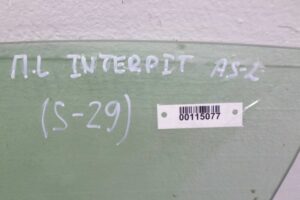 П.L INTERPIT AS-2
(S-29)
00115077